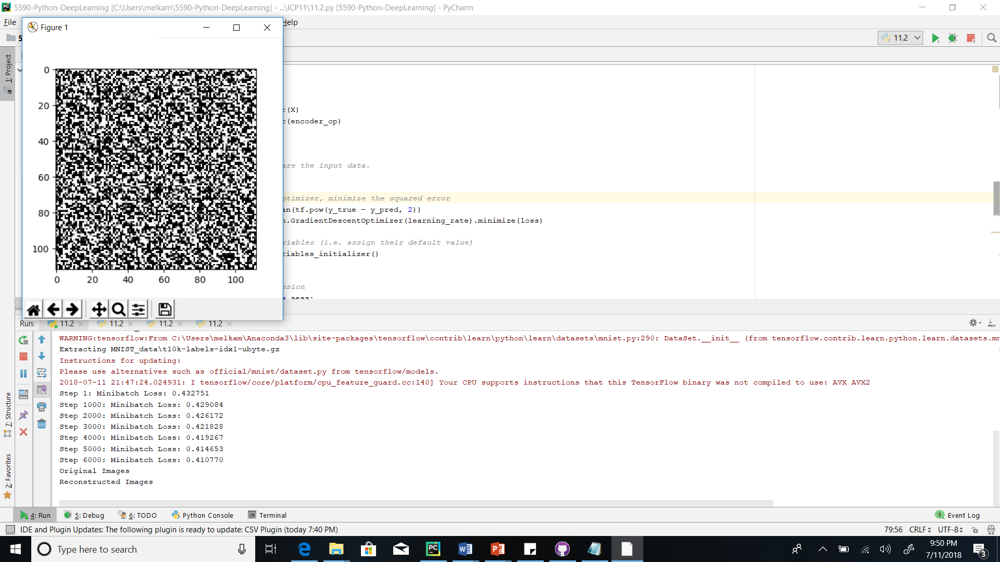 5590-Python-DeepLearning [C:\Users\melkam\5590-Python-DeepLearning] - ...\ICP11\11.2.py [5590-Python-DeepLearning] - PyCharm
File
Help
Figure 1
5
11.2
1: Project
0
20
40
60
80
100
0 20 40 60 80 100
r(X)
r(encoder_op)
are the input data.
ptimizer, minimize the squared error
an(tf.pow(y_true - y_pred, 2))
n.GradientDescentOptimizer(learning_rate).minimize(loss)
riables (i.e. assign their default value)
riables_initializer()
ssion
s sess:
Run: 11.2 11.2 11.2 11.2
WARNING:tensorflow:From C:\Users\melkam\Anaconda3\lib\site-packages\tensorflow\contrib\learn\python\learn\datasets\mnist.py:290: DataSet.__init__ (from tensorflow.contrib.learn.python.learn.datasets.mn
Extracting MNIST_data\t10k-labels-idx1-ubyte.gz
Instructions for updating:
Please use alternatives such as official/mnist/dataset.py from tensorflow/models.
2018-07-11 21:47:24.024931: I tensorflow/core/platform/cpu_feature_guard.cc:140] Your CPU supports instructions that this TensorFlow binary was not compiled to use: AVX AVX2
Step 1: Minibatch Loss: 0.432751
Step 1000: Minibatch Loss: 0.429084
Step 2000: Minibatch Loss: 0.426172
Step 3000: Minibatch Loss: 0.421828
Step 4000: Minibatch Loss: 0.419267
Step 5000: Minibatch Loss: 0.414653
Step 6000: Minibatch Loss: 0.410770
Original Images
Reconstructed Images
7: Structure
2: Favorites
4: Run 5: Debug 6: TODO Python Console Terminal
1 Event Log
IDE and Plugin Updates: The following plugin is ready to update: CSV Plugin (today 7:40 PM)
79:56 CRLF UTF-8
Type here to search
9:50 PM
7/11/2018
3